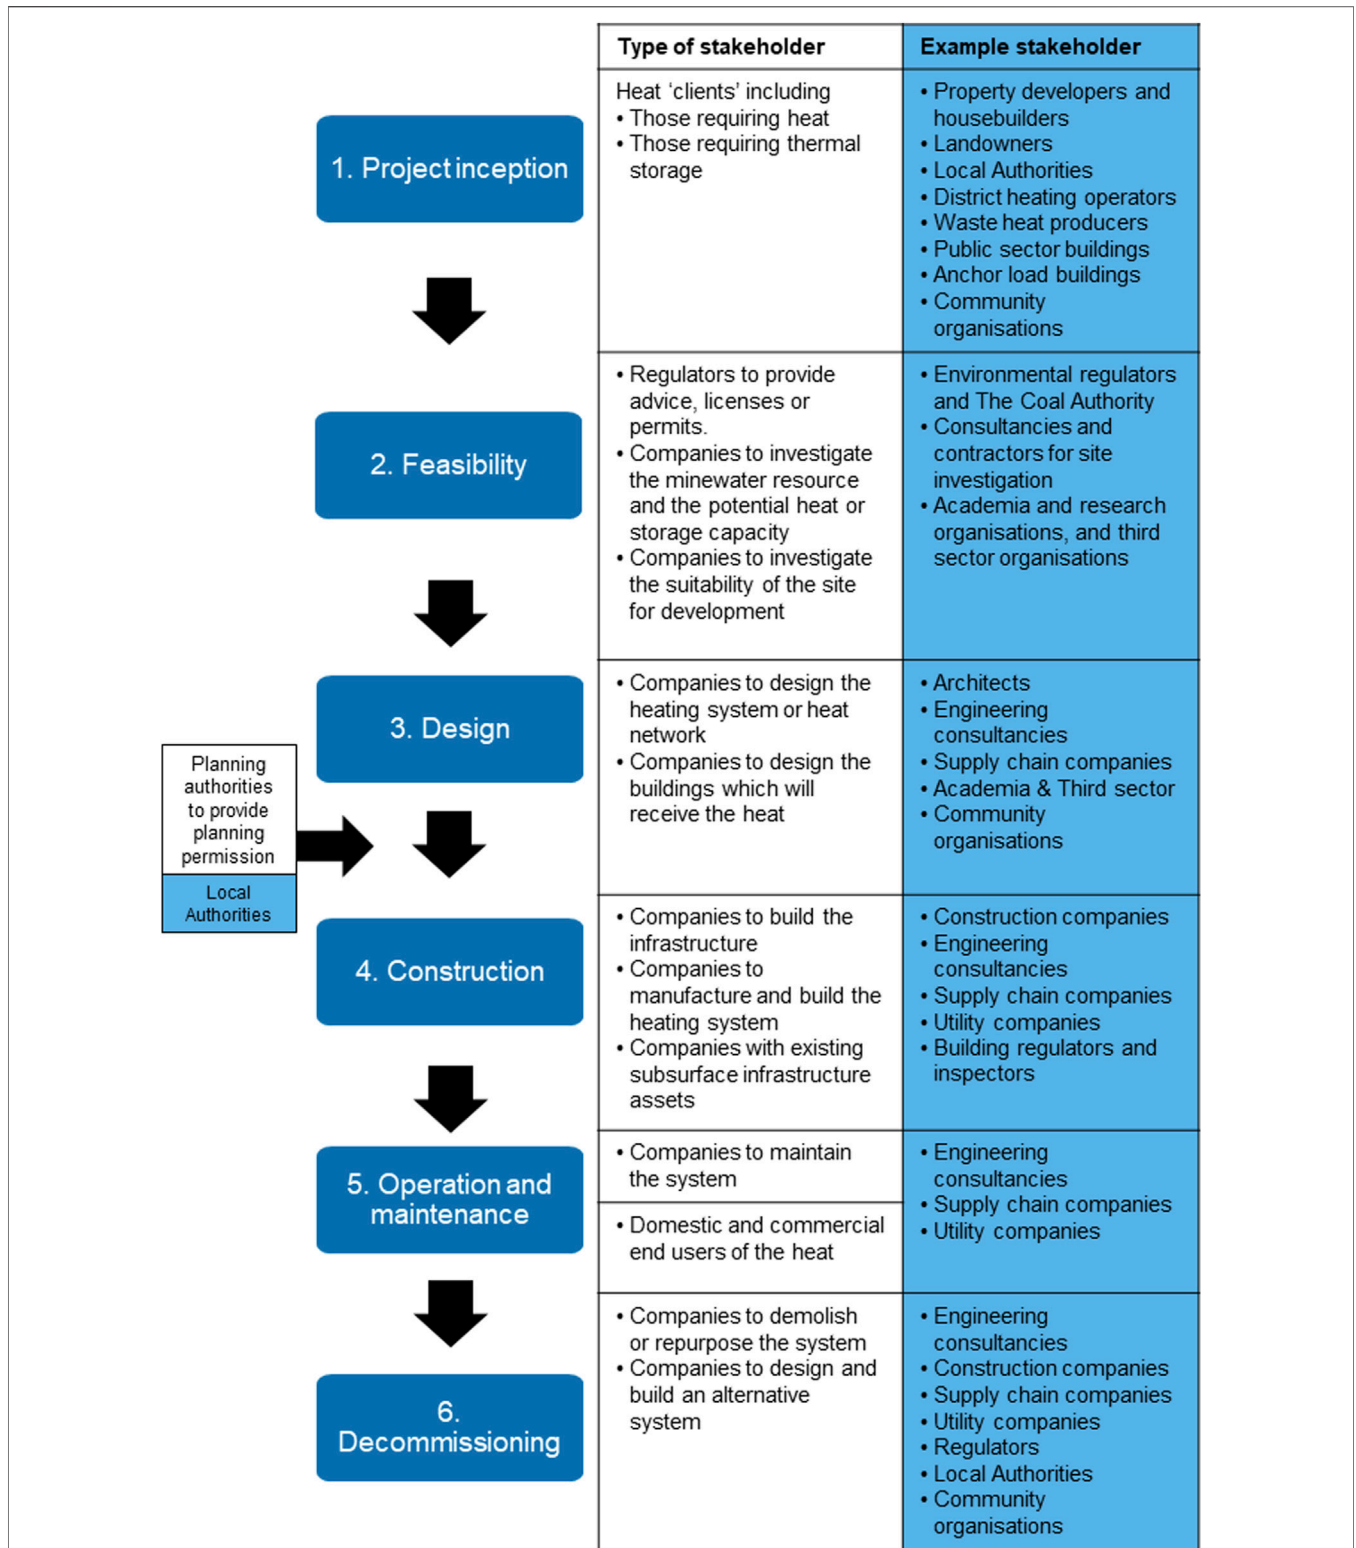 Type of stakeholder
Example stakeholder
1. Project inception
Heat ‘clients’ including
• Those requiring heat
• Those requiring thermal
storage
• Property developers and
housebuilders
• Landowners
• Local Authorities
• District heating operators
• Waste heat producers
• Public sector buildings
• Anchor load buildings
• Community
organisations
2. Feasibility
• Regulators to provide
advice, licenses or
permits.
• Companies to investigate
the minewater resource
and the potential heat or
storage capacity
• Companies to investigate
the suitability of the site
for development
• Environmental regulators
and The Coal Authority
• Consultancies and
contractors for site
investigation
• Academia and research
organisations, and third
sector organisations
3. Design
• Companies to design the
heating system or heat
network
• Companies to design the
buildings which will
receive the heat
• Architects
• Engineering
consultancies
• Supply chain companies
• Academia & Third sector
• Community
organisations
Planning
authorities
to provide
planning
permission
Local
Authorities
4. Construction
• Companies to build the
infrastructure
• Companies to
manufacture and build the
heating system
• Companies with existing
subsurface infrastructure
assets
• Construction companies
• Engineering
consultancies
• Supply chain companies
• Utility companies
• Building regulators and
inspectors
5. Operation and
maintenance
• Companies to maintain
the system
• Domestic and commercial
end users of the heat
• Engineering
consultancies
• Supply chain companies
• Utility companies
6.
Decommissioning
• Companies to demolish
or repurpose the system
• Companies to design and
build an alternative
system
• Engineering
consultancies
• Construction companies
• Supply chain companies
• Utility companies
• Regulators
• Local Authorities
• Community
organisations